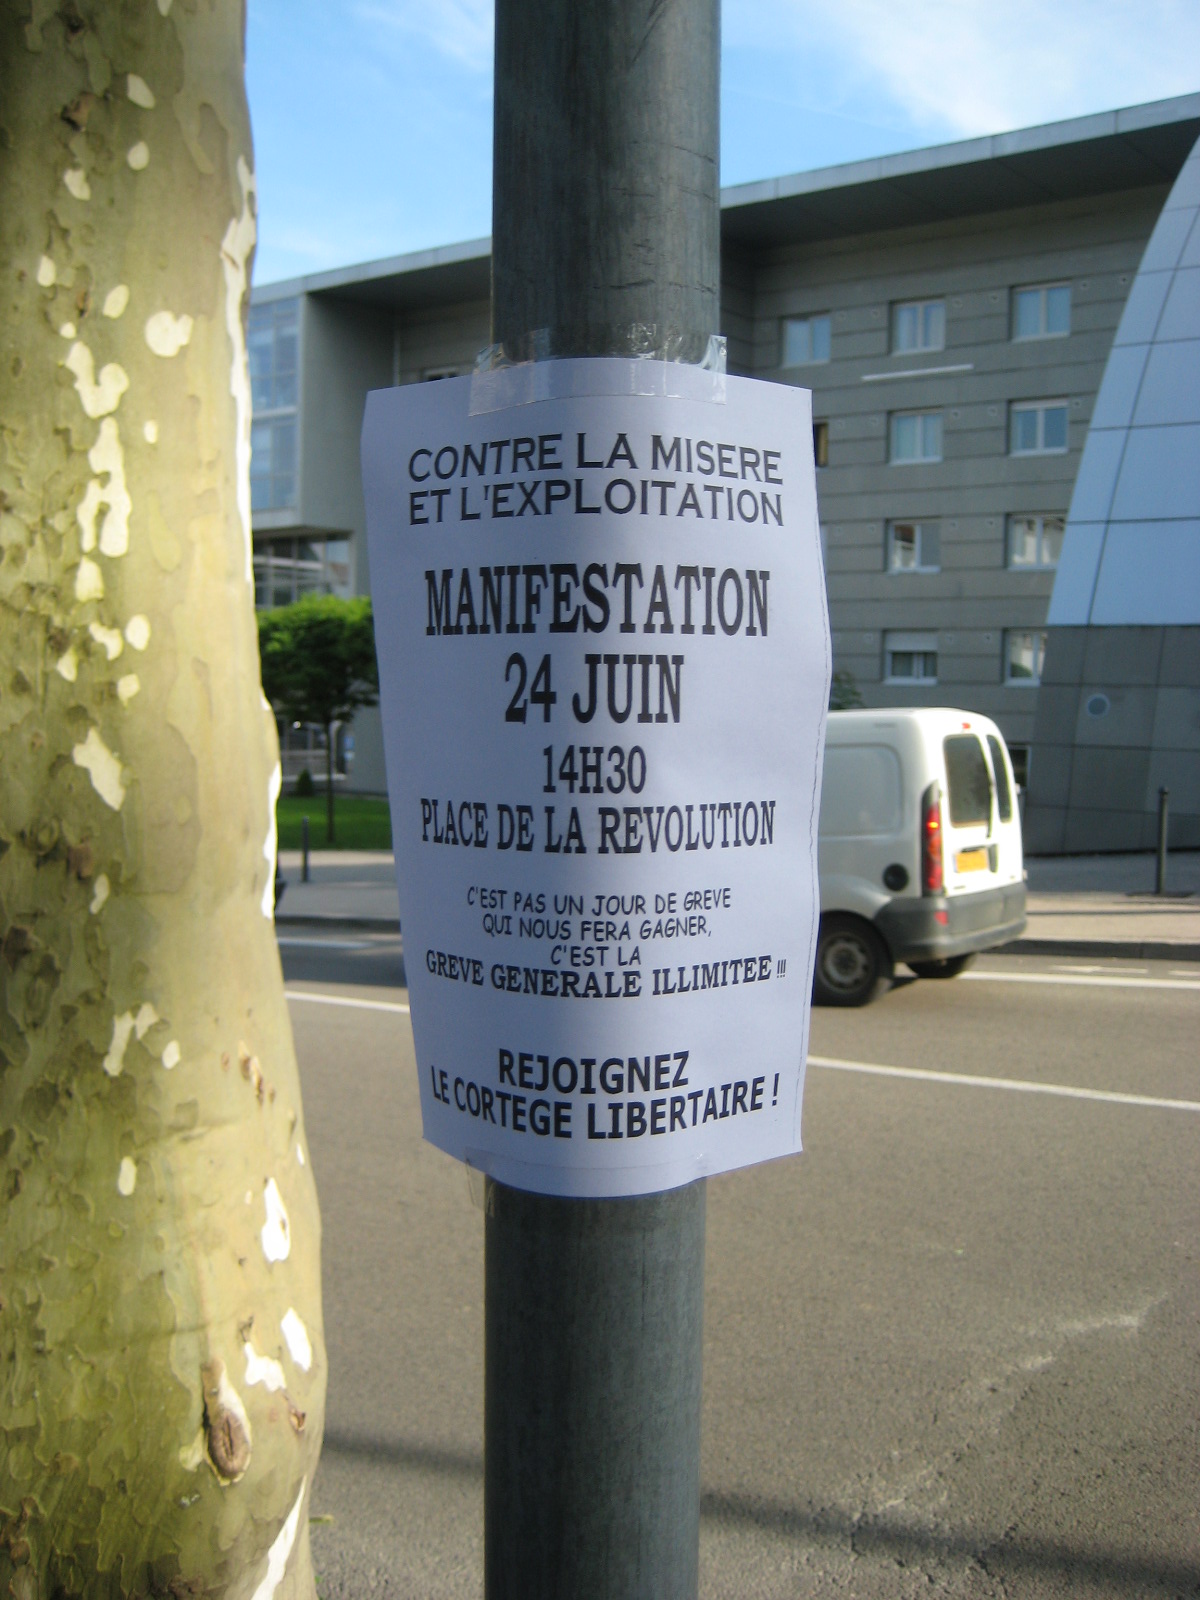 CONTRE LA MISERE
ET L'EXPLOITATION
MANIFESTATION
24 JUIN
14H30
PLACE DE LA REVOLUTION
C'EST PAS UN JOUR DE GREVE
QUI NOUS FERA GAGNER,
C'EST LA
GREVE GENERALE ILLIMITEE !!!
REJOIGNEZ
LE CORTEGE LIBERTAIRE !